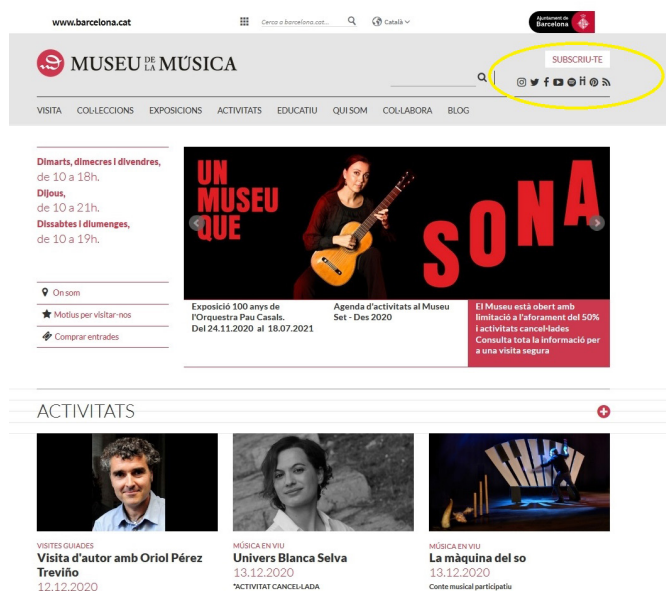 www.barcelona.cat
Cerca a barcelona.cat...
Català
Ajuntament de
Barcelona
MUSEU DE LA MÚSICA
SUBSCRIU-TE
VISITA COL·LECCIONS EXPOSICIONS ACTIVITATS EDUCATIU QUI SOM COL·LABORA BLOG
Dimarts, dimecres i divendres,
de 10 a 18h.
Dijous,
de 10 a 21h.
Dissabtes i diumenges,
de 10 a 19h.
On som
Motius per visitar-nos
Comprar entrades
UN
MUSEU
QUE
SONA
Exposició 100 anys de
l'Orquestra Pau Casals.
Del 24.11.2020 al 18.07.2021
Agenda d'activitats al Museu
Set - Des 2020
El Museu està obert amb
limitació a l'aforament del 50%
i activitats cancel·lades
Consulta tota la informació per
a una visita segura
ACTIVITATS
VISITES GUIADES
Visita d'autor amb Oriol Pérez
Treviño
12.12.2020
MÚSICA EN VIU
Univers Blanca Selva
13.12.2020
*ACTIVITAT CANCEL·LADA
MÚSICA EN VIU
La màquina del so
13.12.2020
Conte musical participatiu